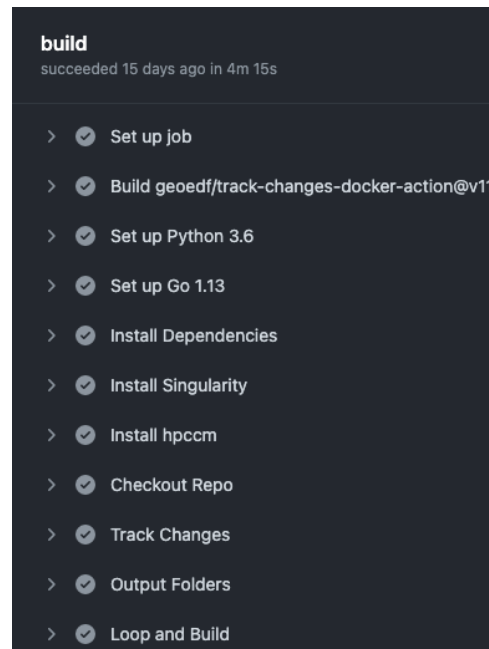 build
succeeded 15 days ago in 4m 15s
Set up job
Build geoedf/track-changes-docker-action@v1
Set up Python 3.6
Set up Go 1.13
Install Dependencies
Install Singularity
Install hpccm
Checkout Repo
Track Changes
Output Folders
Loop and Build